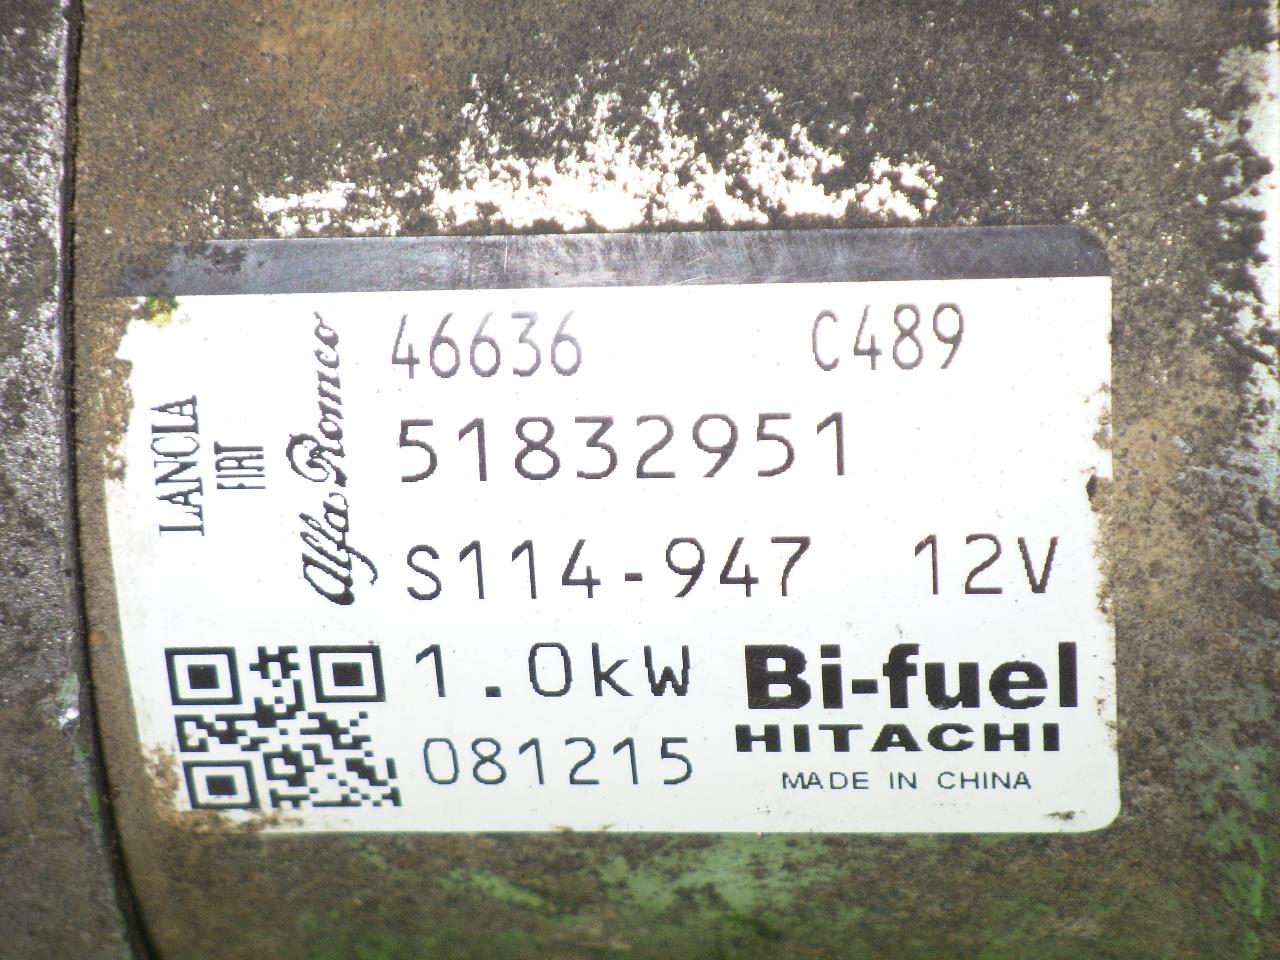 LANCIA
FIAT
Alfa Romeo
46636 C489
51832951
S114-947 12V
1.0kW Bi-fuel
HITACHI
081215
MADE IN CHINA